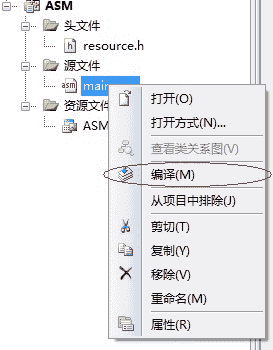 ASM
头文件
resource.h
源文件
asm
main
资源文件
ASM
打开(O)
打开方式(N)...
查看类关系图(V)
编译(M)
从项目中排除(J)
剪切(T)
复制(Y)
移除(V)
重命名(M)
属性(R)